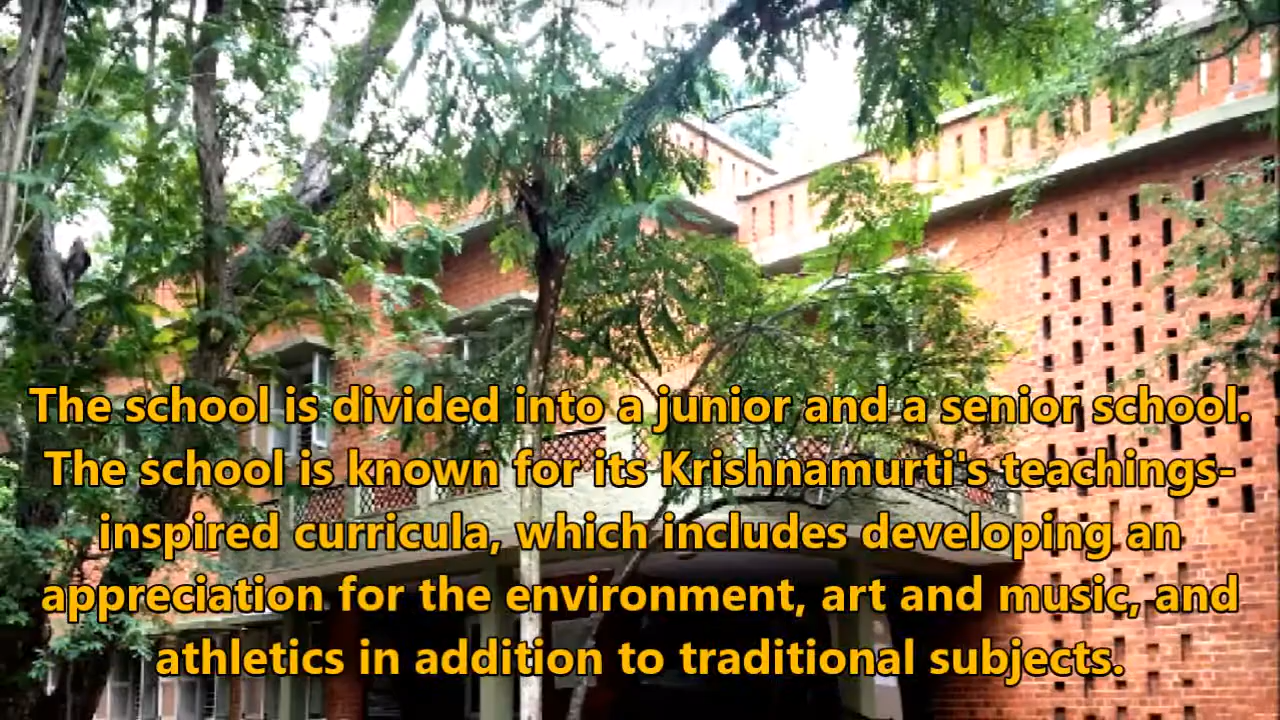 The school is divided into a junior and a senior school.
The school is known for its Krishnamurti's teachings-
inspired curricula, which includes developing an
appreciation for the environment, art and music, and
athletics in addition to traditional subjects.